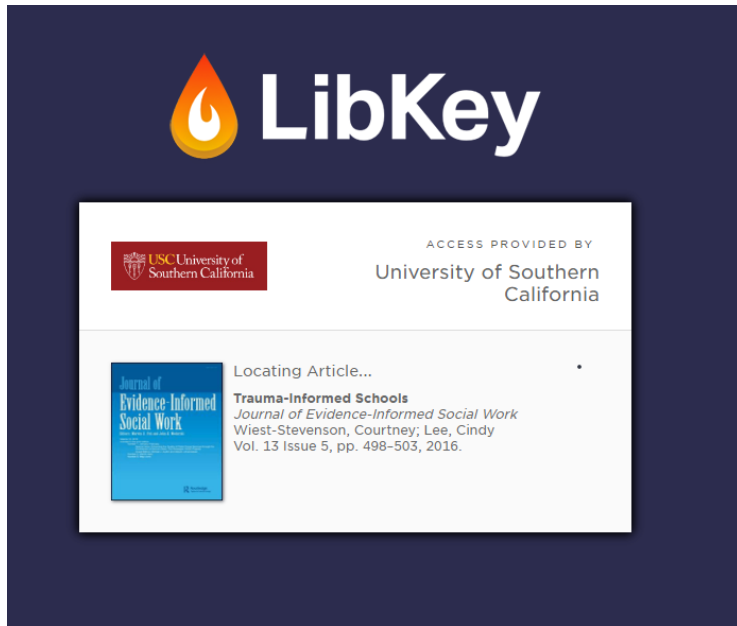 LibKey
USC University of
Southern California
ACCESS PROVIDED BY
University of Southern
California
Journal of
Evidence-Informed
Social Work
Locating Article...
Trauma-Informed Schools
Journal of Evidence-Informed Social Work
Wiest-Stevenson, Courtney; Lee, Cindy
Vol. 13 Issue 5, pp. 498–503, 2016.